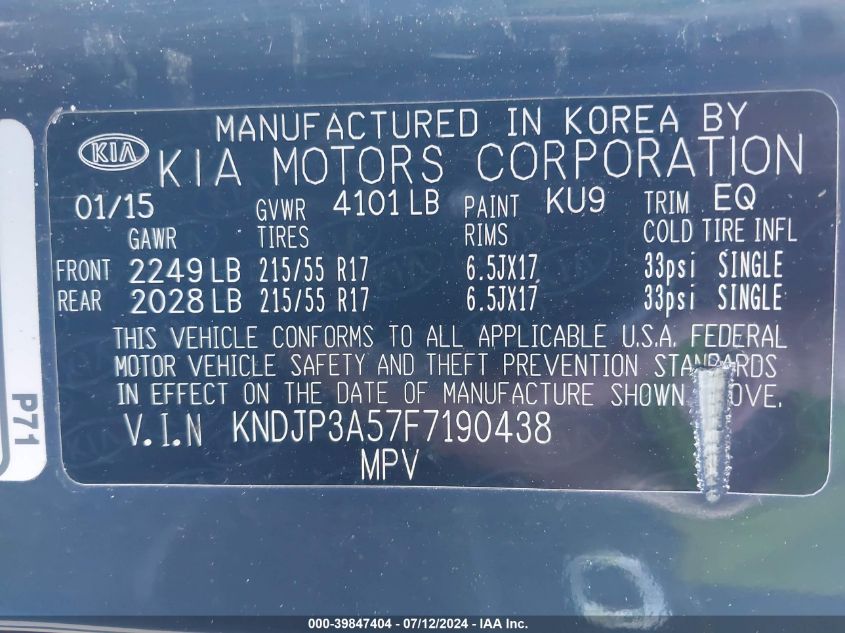 MANUFACTURED IN KOREA BY
KIA KIA MOTORS CORPORATION
01/15 GVWR 4101 LB PAINT KU9 TRIM EQ
GAWR TIRES RIMS COLD TIRE INFL
FRONT 2249 LB 215/55 R17 6.5JX17 33psi SINGLE
REAR 2028 LB 215/55 R17 6.5JX17 33psi SINGLE
THIS VEHICLE CONFORMS TO ALL APPLICABLE U.S.A. FEDERAL
MOTOR VEHICLE SAFETY AND THEFT PREVENTION STANDARDS
IN EFFECT ON THE DATE OF MANUFACTURE SHOWN ABOVE.
V.I.N KNDJP3A57F7190438
MPV
P71
000-39847404 - 07/12/2024 - IAA Inc.